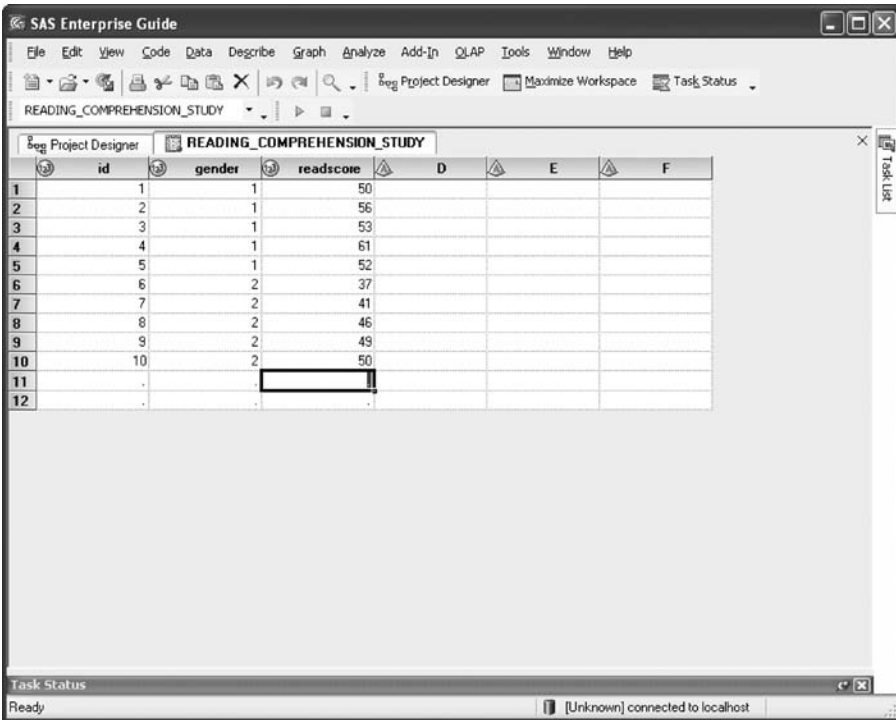 SAS Enterprise Guide
File Edit View Code Data Describe Graph Analyze Add-In OLAP Tools Window Help
Project Designer Maximize Workspace Task Status
READING_COMPREHENSION_STUDY
Project Designer READING_COMPREHENSION_STUDY
Task List
id gender readscore D E F
1 1 1 50
2 2 1 56
3 3 1 53
4 4 1 61
5 5 1 52
6 6 2 37
7 7 2 41
8 8 2 46
9 9 2 49
10 10 2 50
11 . . .
12 . . .
Task Status
Ready [Unknown] connected to localhost